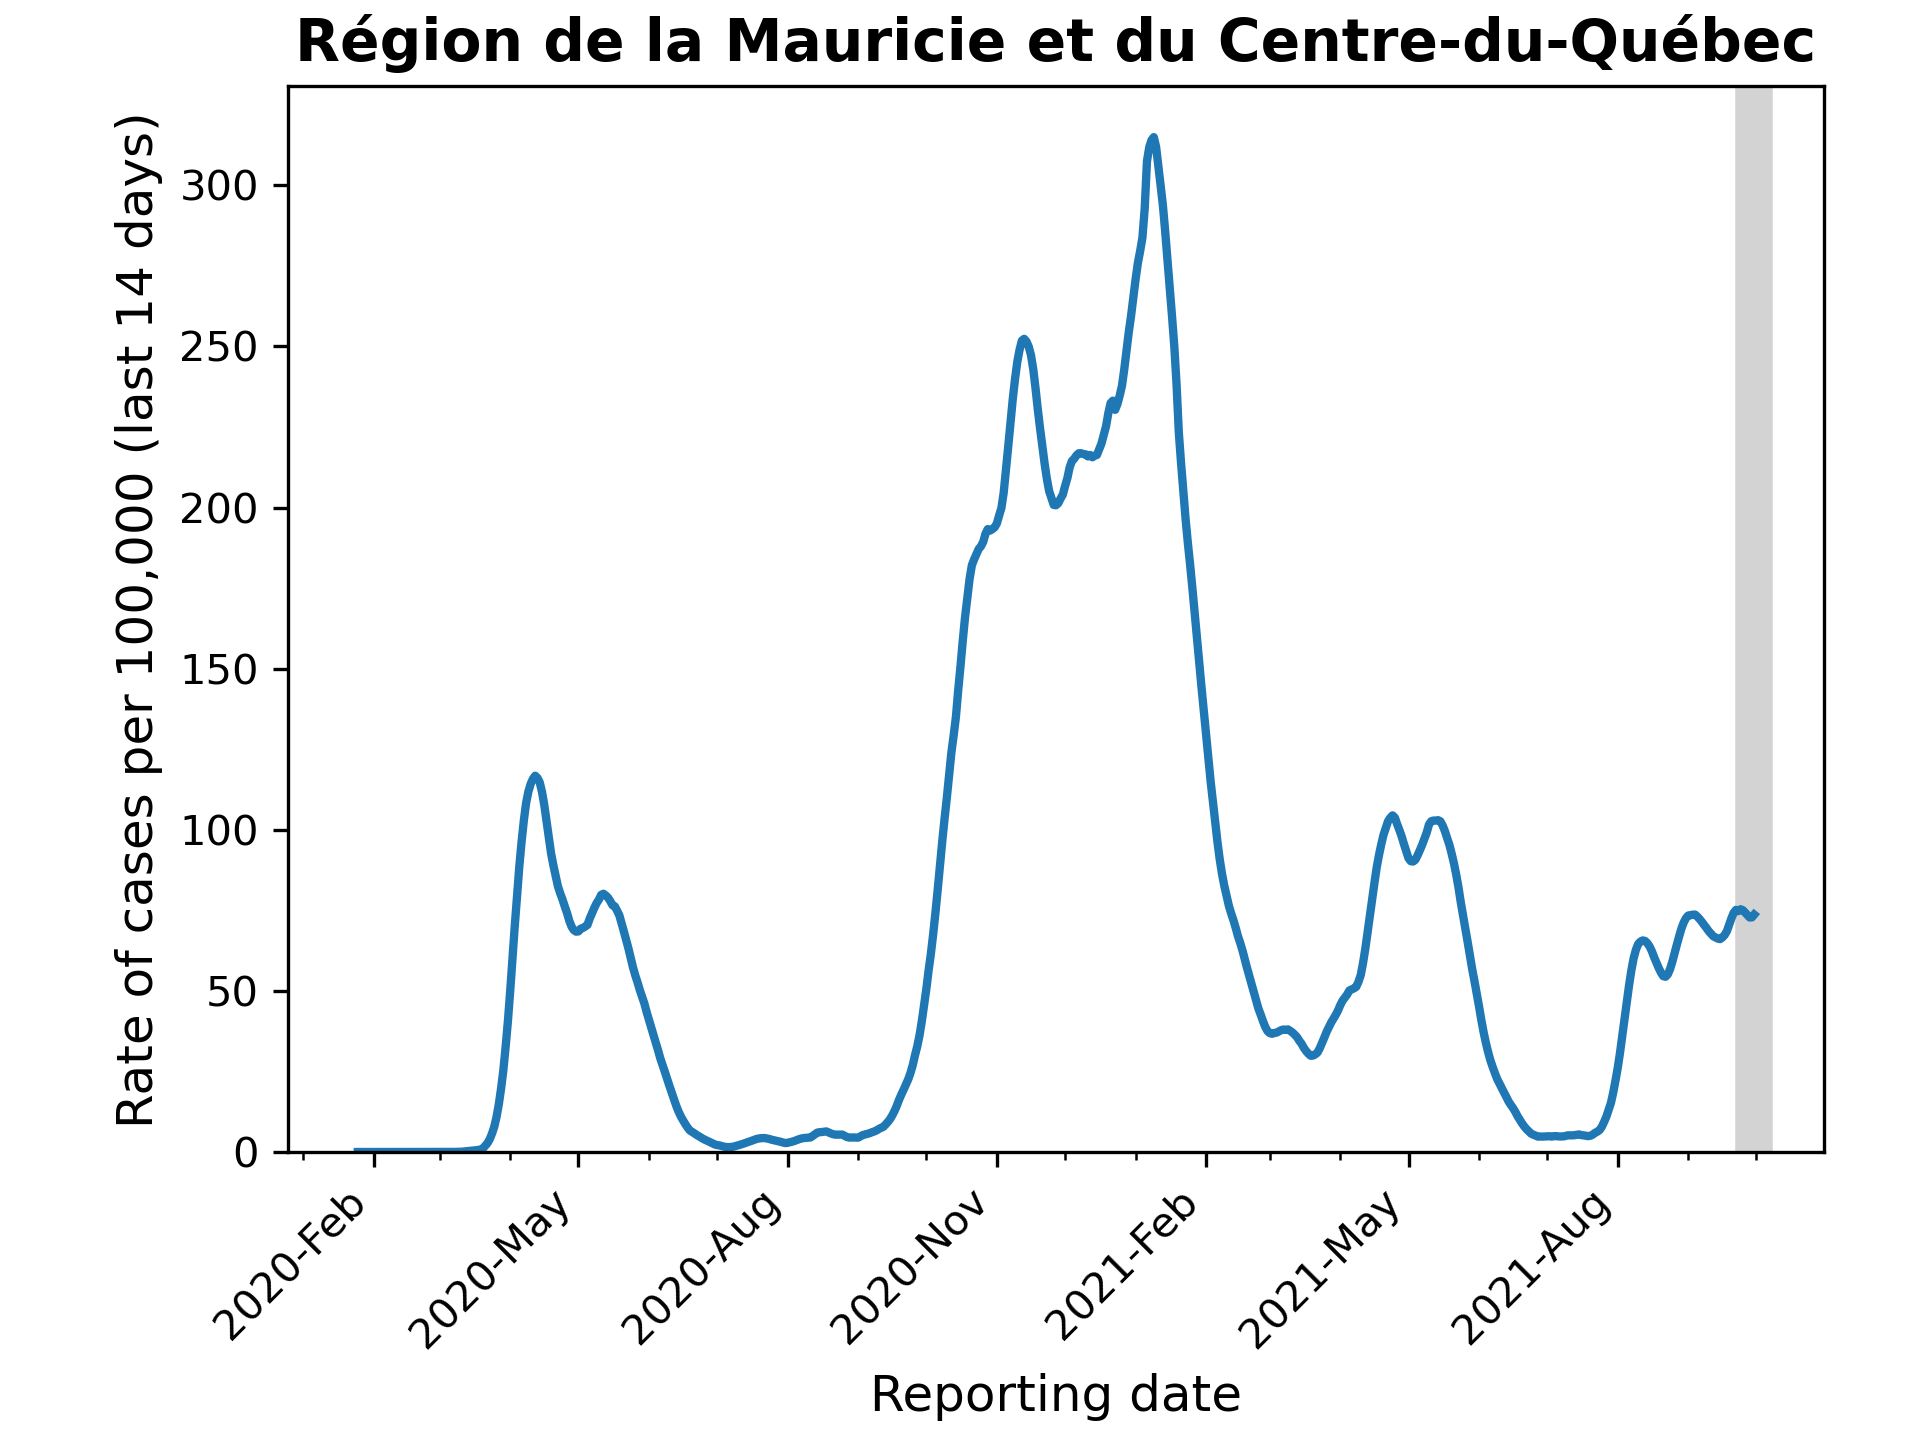 Région de la Mauricie et du Centre-du-Québec
Rate of cases per 100,000 (last 14 days)
300
250
200
150
100
50
0
2020-Feb
2020-May
2020-Aug
2020-Nov
2021-Feb
2021-May
2021-Aug
Reporting date